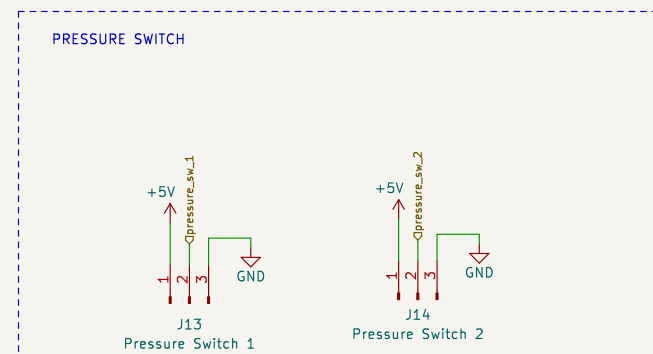 PRESSURE SWITCH
pressure_sw_1
+5V
GND
1
2
3
J13
Pressure Switch 1
pressure_sw_2
+5V
GND
1
2
3
J14
Pressure Switch 2